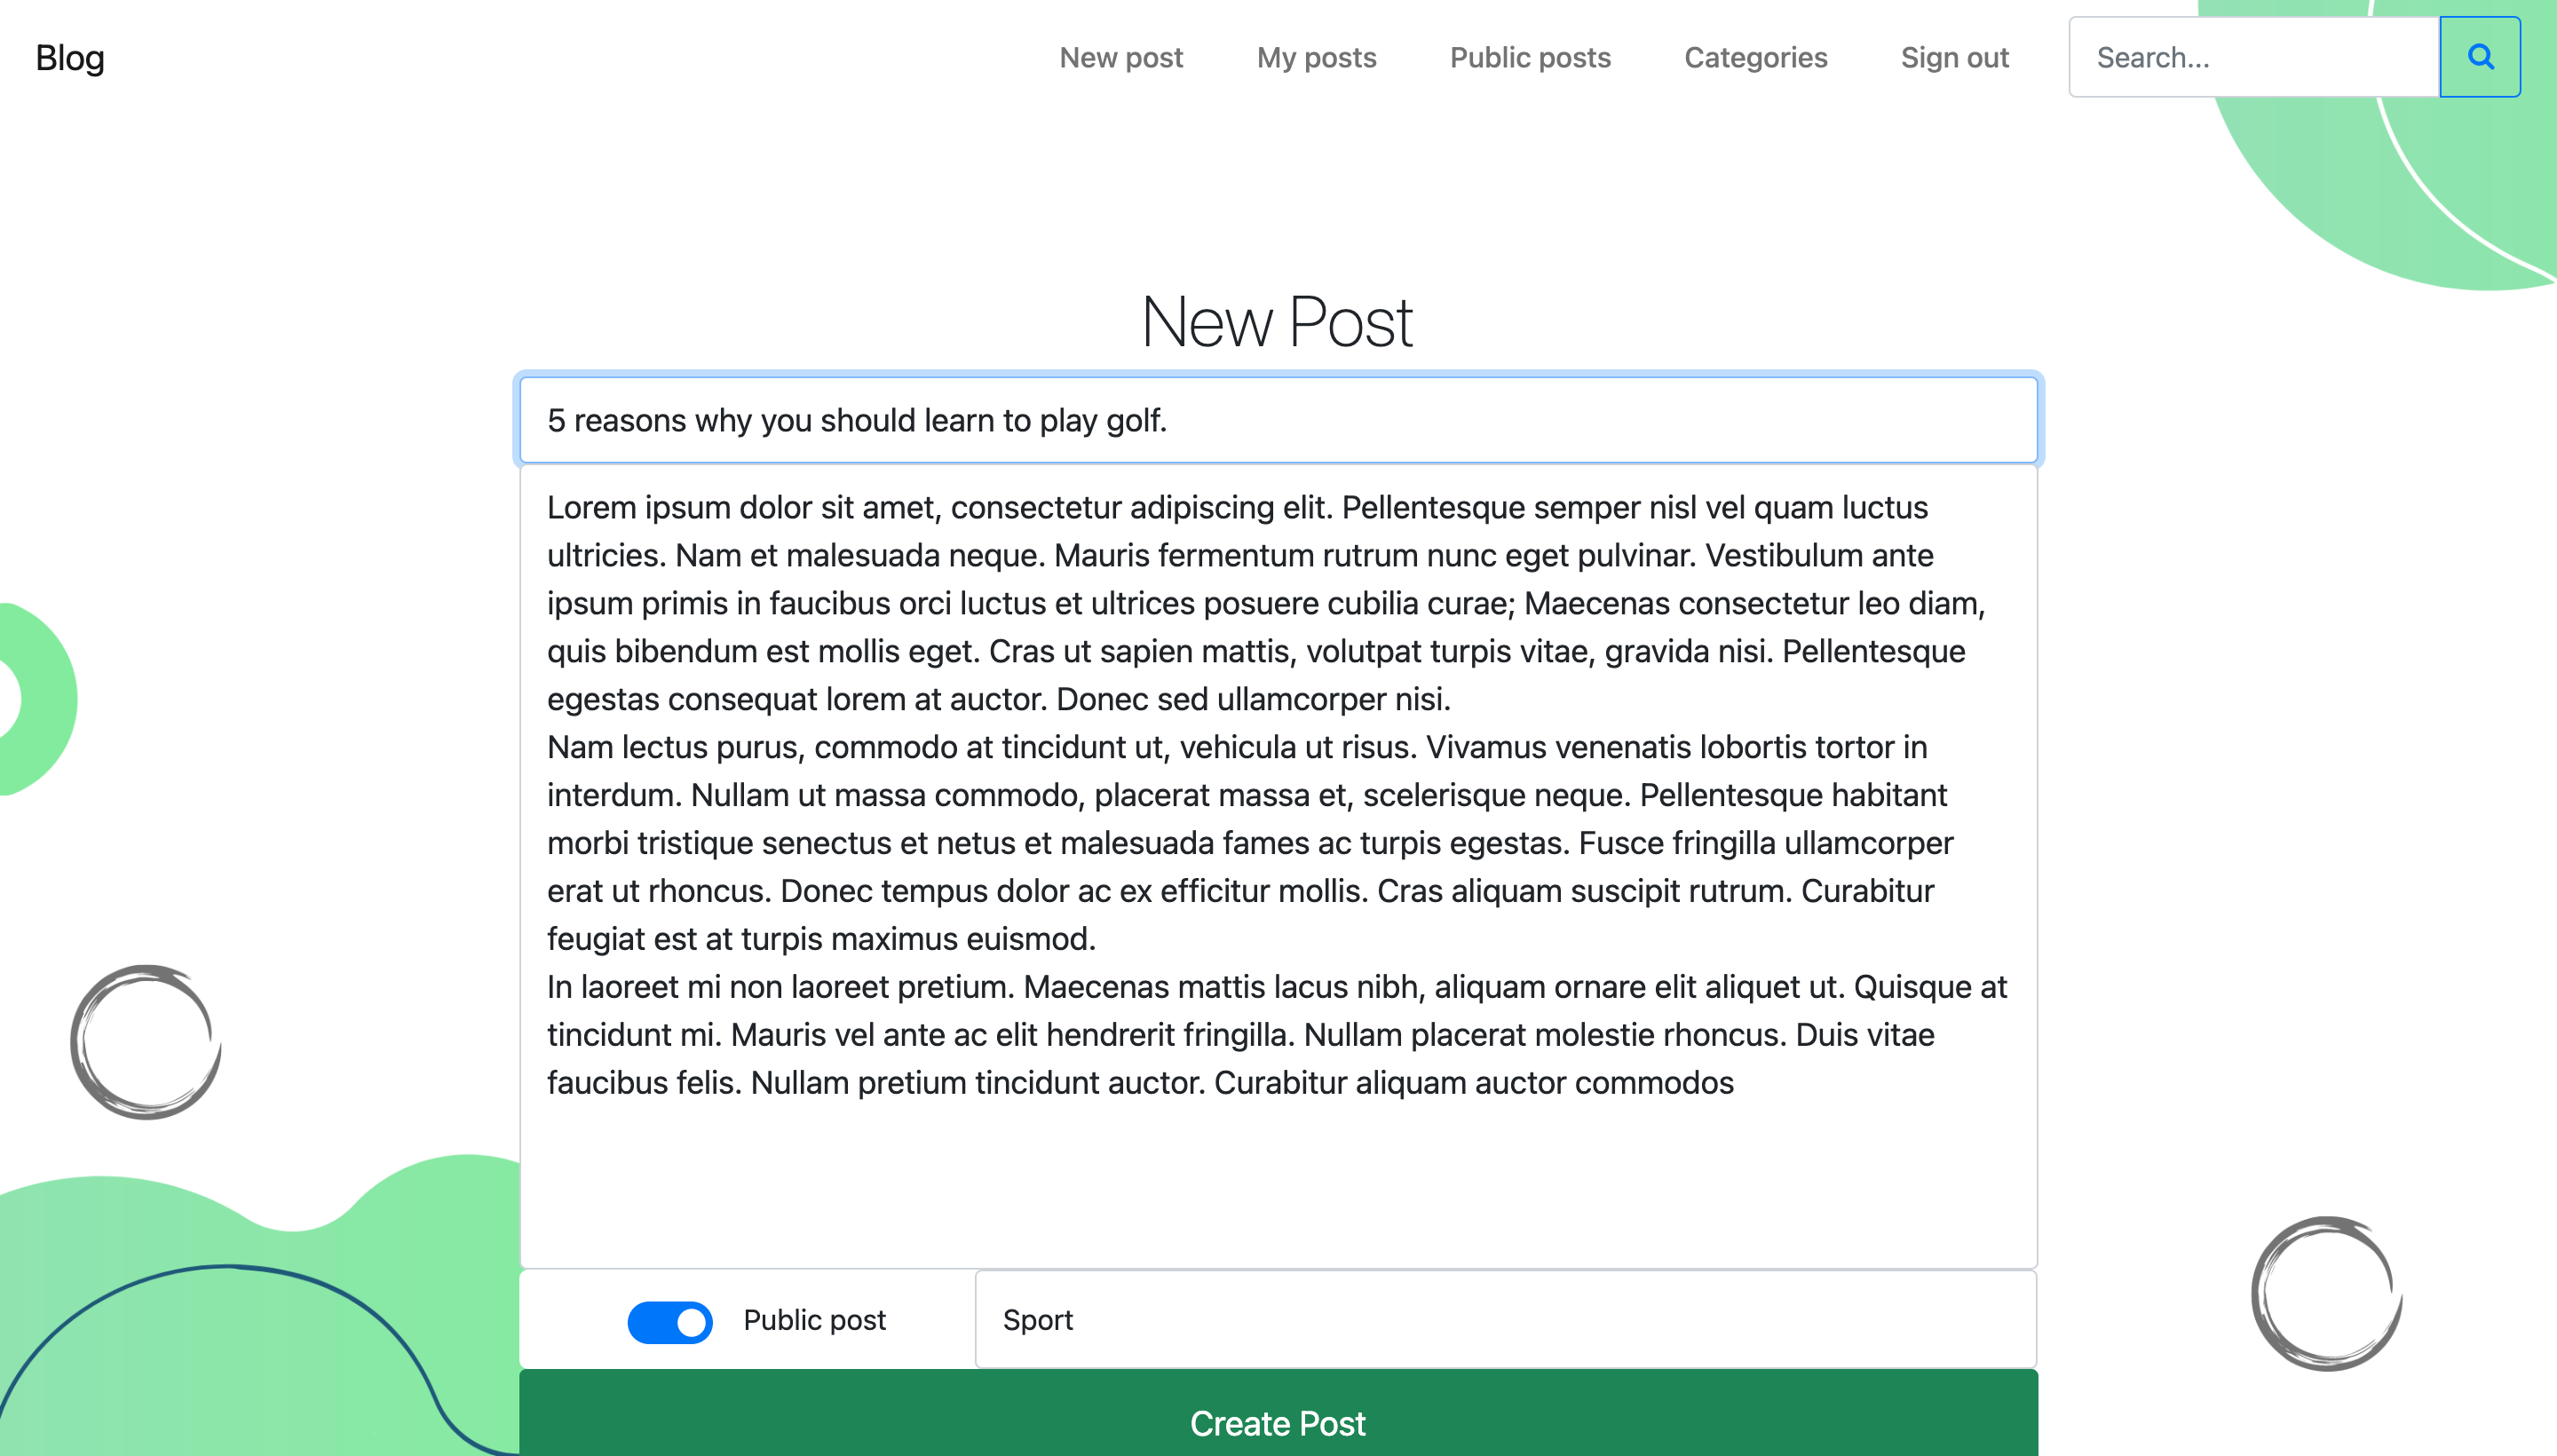 Blog
New post
My posts
Public posts
Categories
Sign out
Search...
New Post
5 reasons why you should learn to play golf.
Lorem ipsum dolor sit amet, consectetur adipiscing elit. Pellentesque semper nisl vel quam luctus
ultricies. Nam et malesuada neque. Mauris fermentum rutrum nunc eget pulvinar. Vestibulum ante
ipsum primis in faucibus orci luctus et ultrices posuere cubilia curae; Maecenas consectetur leo diam,
quis bibendum est mollis eget. Cras ut sapien mattis, volutpat turpis vitae, gravida nisi. Pellentesque
egestas consequat lorem at auctor. Donec sed ullamcorper nisi.
Nam lectus purus, commodo at tincidunt ut, vehicula ut risus. Vivamus venenatis lobortis tortor in
interdum. Nullam ut massa commodo, placerat massa et, scelerisque neque. Pellentesque habitant
morbi tristique senectus et netus et malesuada fames ac turpis egestas. Fusce fringilla ullamcorper
erat ut rhoncus. Donec tempus dolor ac ex efficitur mollis. Cras aliquam suscipit rutrum. Curabitur
feugiat est at turpis maximus euismod.
In laoreet mi non laoreet pretium. Maecenas mattis lacus nibh, aliquam ornare elit aliquet ut. Quisque at
tincidunt mi. Mauris vel ante ac elit hendrerit fringilla. Nullam placerat molestie rhoncus. Duis vitae
faucibus felis. Nullam pretium tincidunt auctor. Curabitur aliquam auctor commodos
Public post
Sport
Create Post